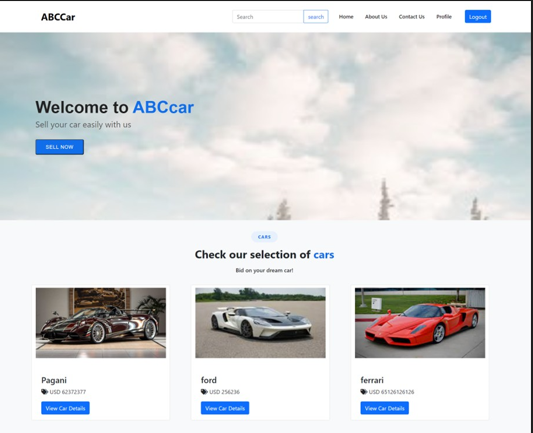 ABCCar
Search
search
Home
About Us
Contact Us
Profile
Logout
Welcome to ABCcar
Sell your car easily with us
SELL NOW
CARS
Check our selection of cars
Bid on your dream car!
Pagani
USD 62372377
View Car Details
ford
USD 256236
View Car Details
ferrari
USD 65126126126
View Car Details